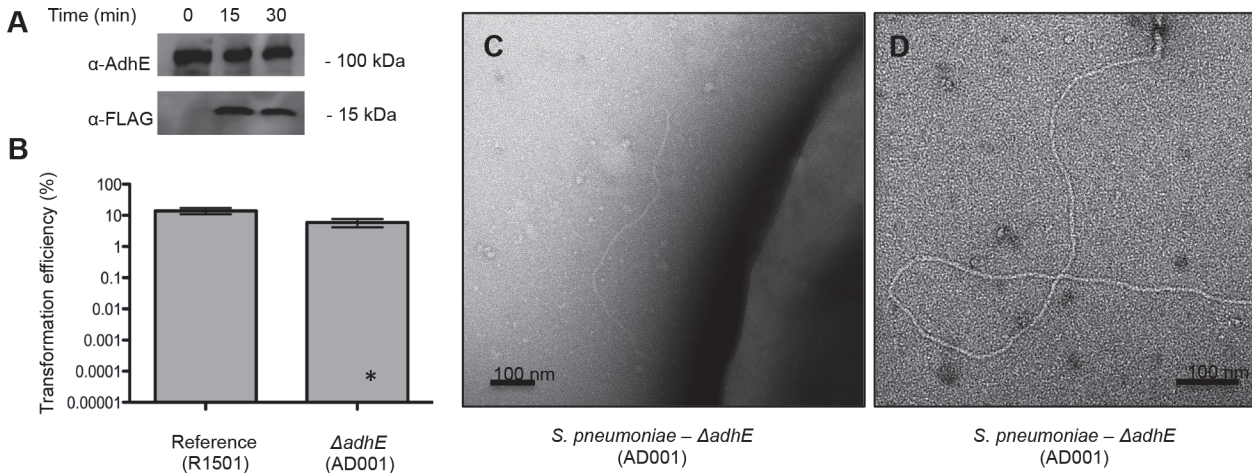 A
Time (min) 0 15 30
α-AdhE
- 100 kDa
α-FLAG
- 15 kDa
B
Transformation efficiency (%)
100
10
1
0.1
0.01
0.001
0.0001
0.00001
*
Reference
(R1501)
ΔadhE
(AD001)
C
100 nm
S. pneumoniae – ΔadhE
(AD001)
D
100 nm
S. pneumoniae – ΔadhE
(AD001)